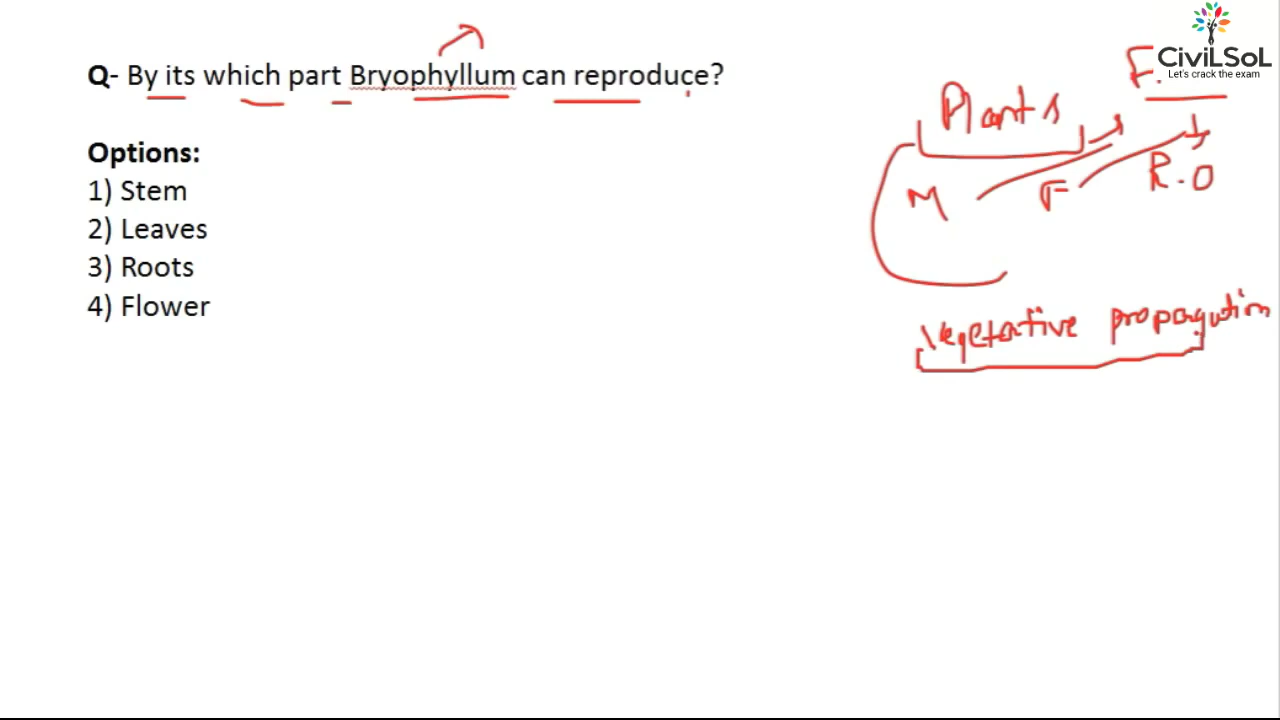 Q- By its which part Bryophyllum can reproduce?
Options:
1) Stem
2) Leaves
3) Roots
4) Flower
CiviLSoL
Let's crack the exam
F.
Plants
R.O
M F
Vegetative propagation